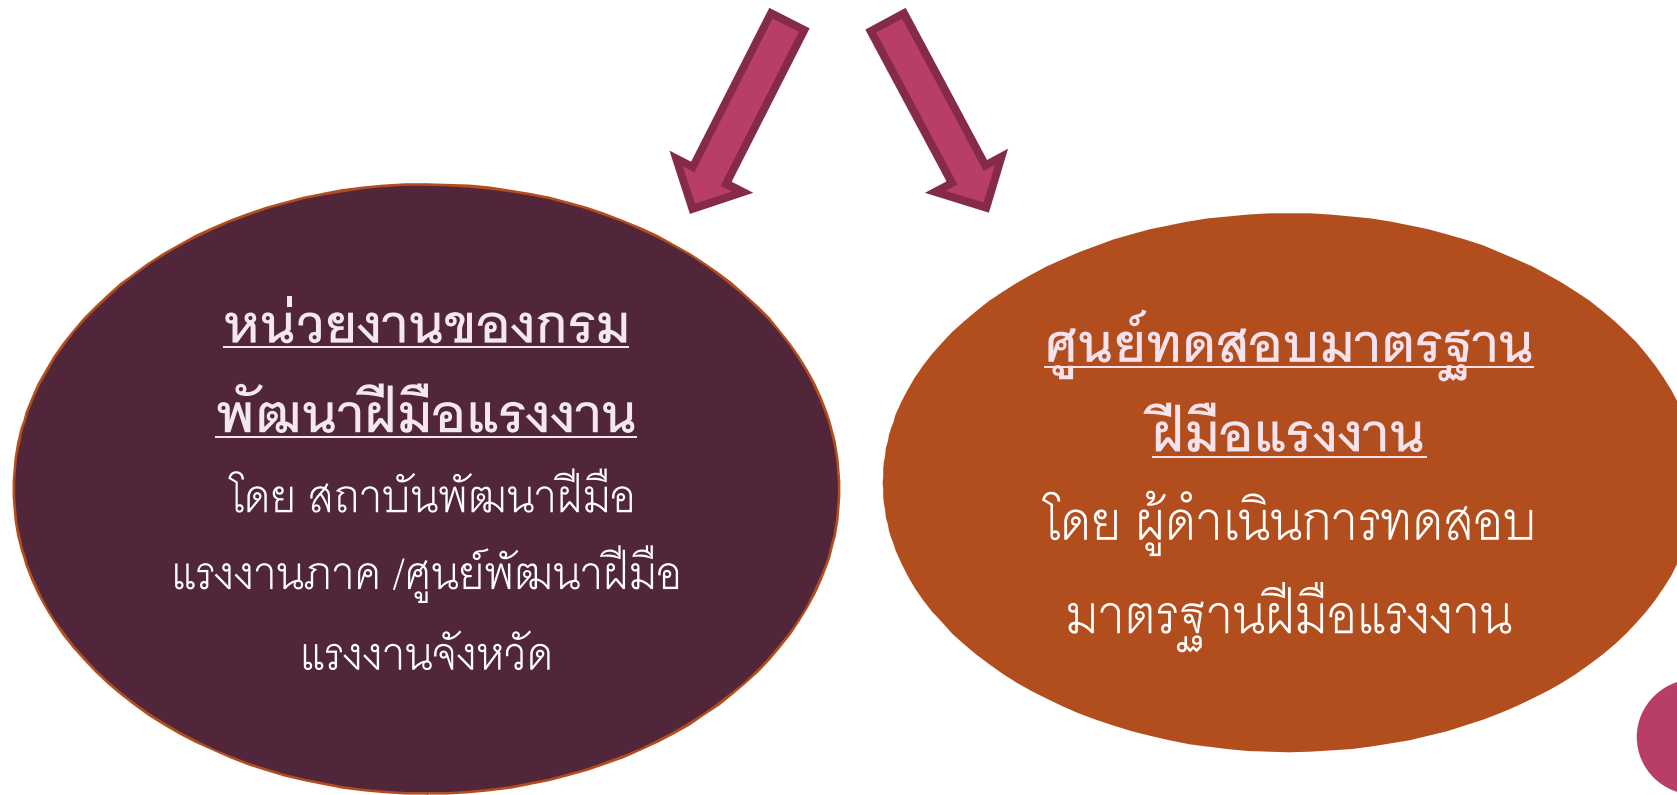 หน่วยงานของกรม
พัฒนาฝีมือแรงงาน
โดย สถาบันพัฒนาฝีมือ
แรงงานภาค /ศูนย์พัฒนาฝีมือ
แรงงานจังหวัด
ศูนย์ทดสอบมาตรฐาน
ฝีมือแรงงาน
โดย ผู้ดำเนินการทดสอบ
มาตรฐานฝีมือแรงงาน